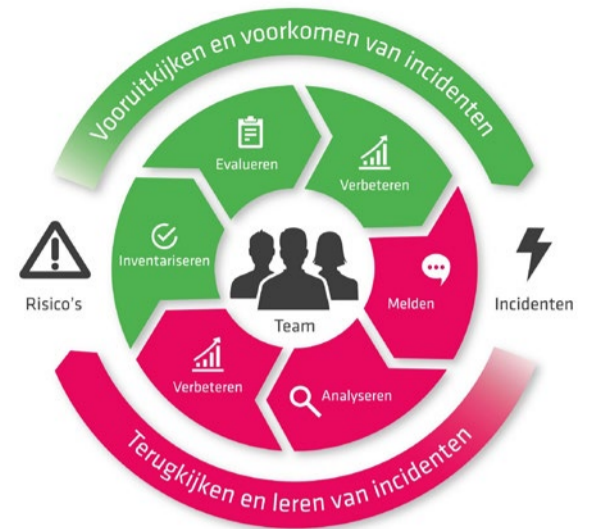 Vooruitkijken en voorkomen van incidenten
Evalueren
Verbeteren
Inventariseren
Melden
Risico's
Incidenten
Team
Verbeteren
Analyseren
Terugkijken en leren van incidenten